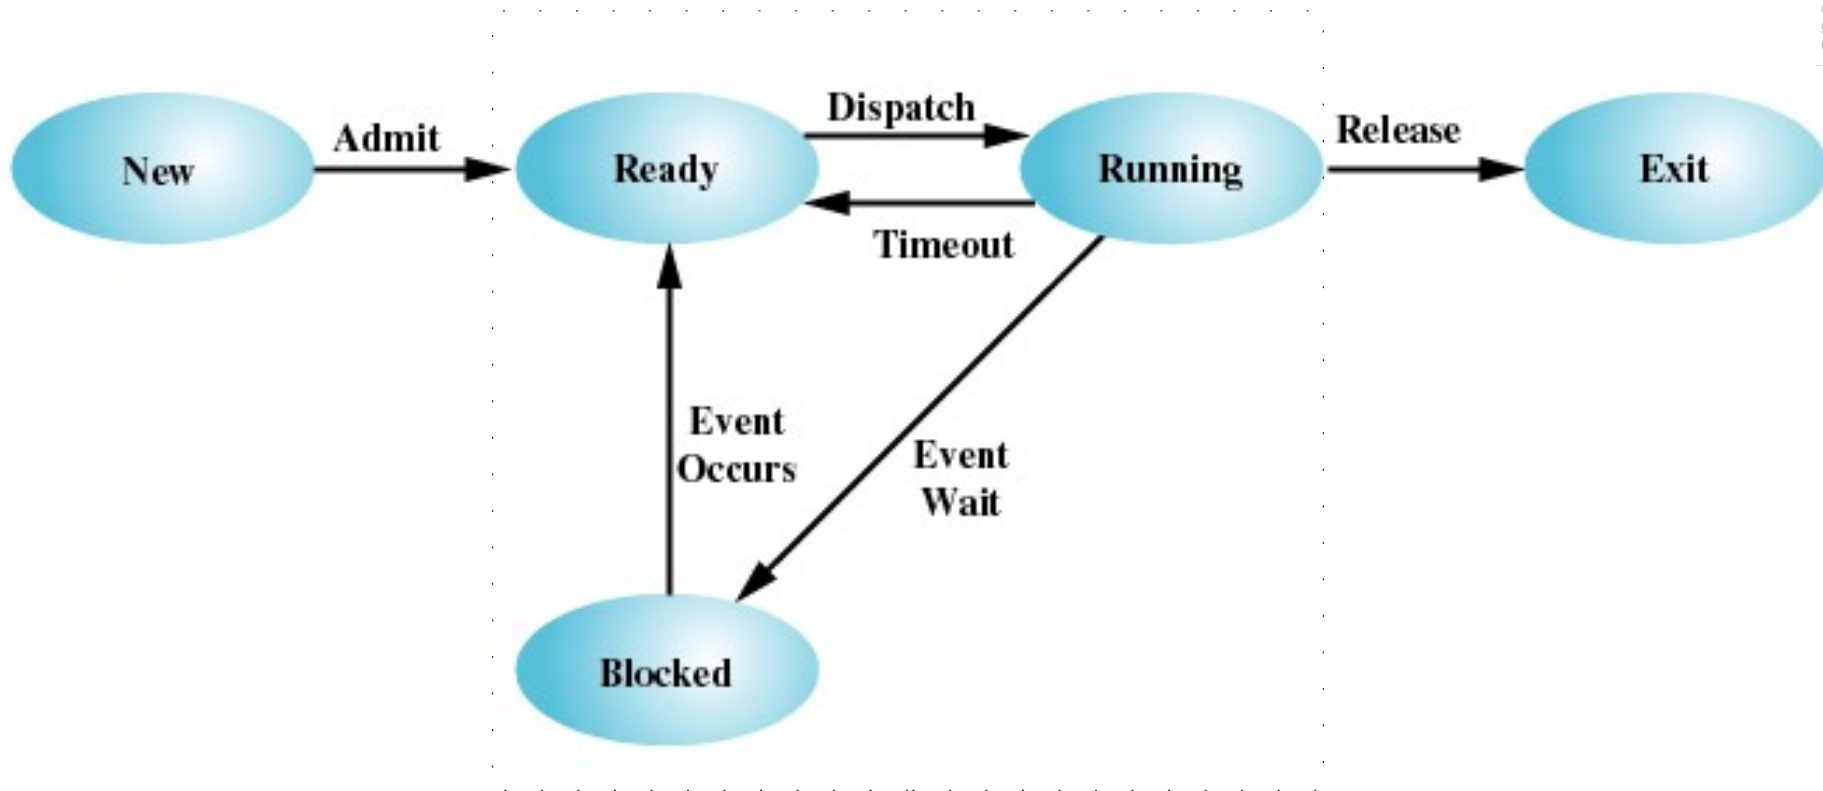 Dispatch
Admit
Release
New
Ready
Running
Exit
Timeout
Event
Occurs
Event
Wait
Blocked